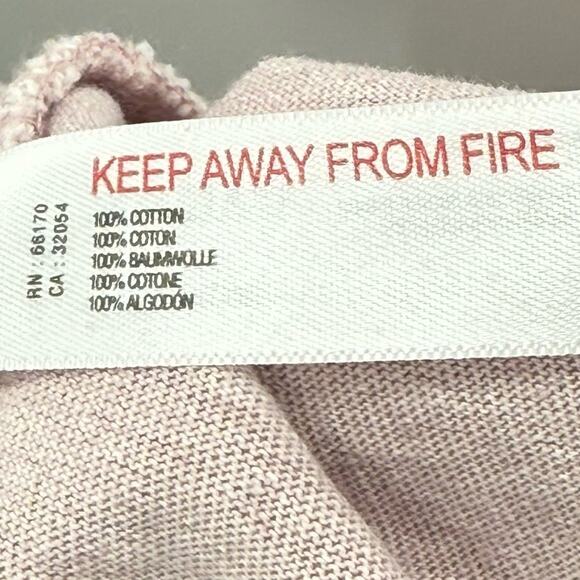 KEEP AWAY FROM FIRE
100% COTTON
100% COTON
100% BAUMWOLLE
100% COTONE
100% ALGODÓN
RN : 66170
CA : 32054